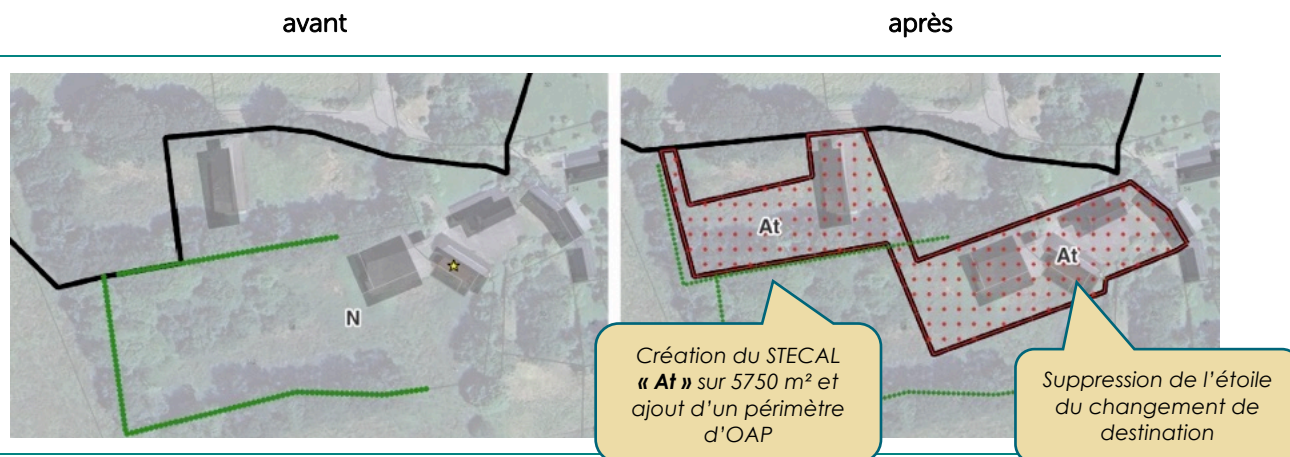 avant
après
N
At
At
Création du STECAL
« At » sur 5750 m² et
ajout d'un périmètre
d'OAP
Suppression de l'étoile
du changement de
destination